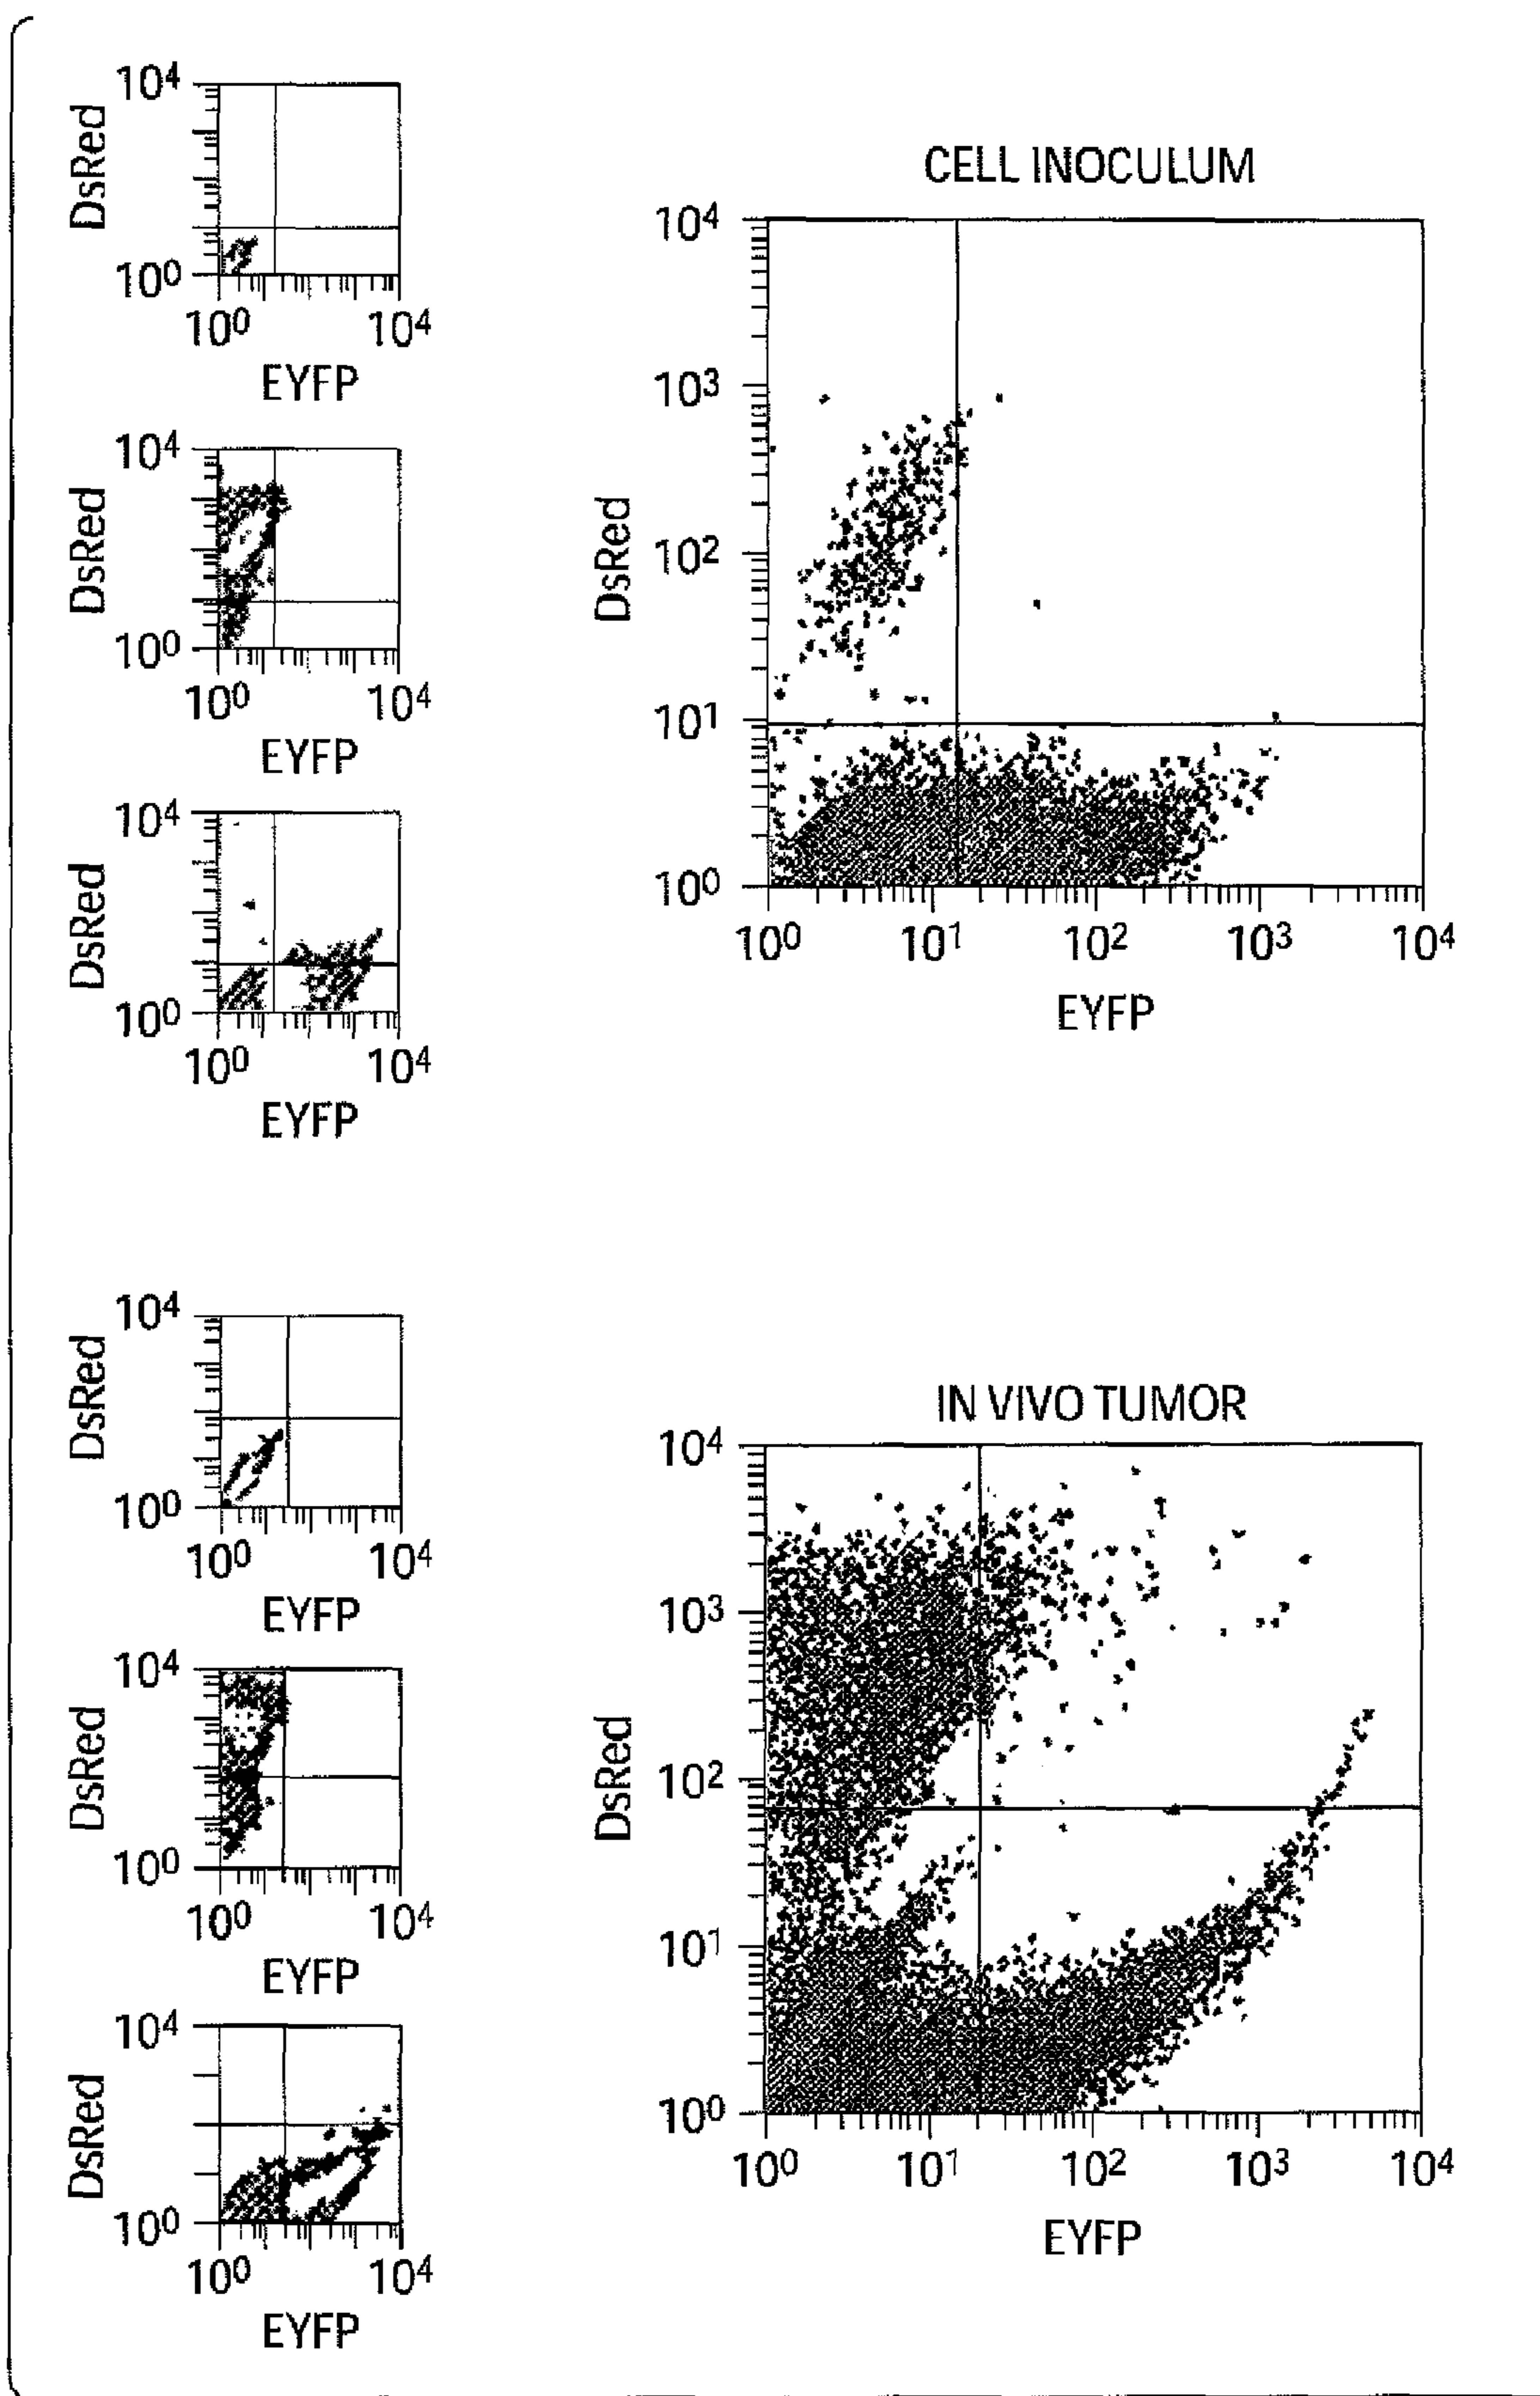 10⁴
DsRed
10⁰
10⁰ 10⁴
EYFP
10⁴
DsRed
10⁰
10⁰ 10⁴
EYFP
10⁴
DsRed
10⁰
10⁰ 10⁴
EYFP
CELL INOCULUM
10⁴
10³
DsRed
10²
10¹
10⁰
10⁰ 10¹ 10² 10³ 10⁴
EYFP
10⁴
DsRed
10⁰
10⁰ 10⁴
EYFP
10⁴
DsRed
10⁰
10⁰ 10⁴
EYFP
10⁴
DsRed
10⁰
10⁰ 10⁴
EYFP
IN VIVO TUMOR
10⁴
10³
DsRed
10²
10¹
10⁰
10⁰ 10¹ 10² 10³ 10⁴
EYFP